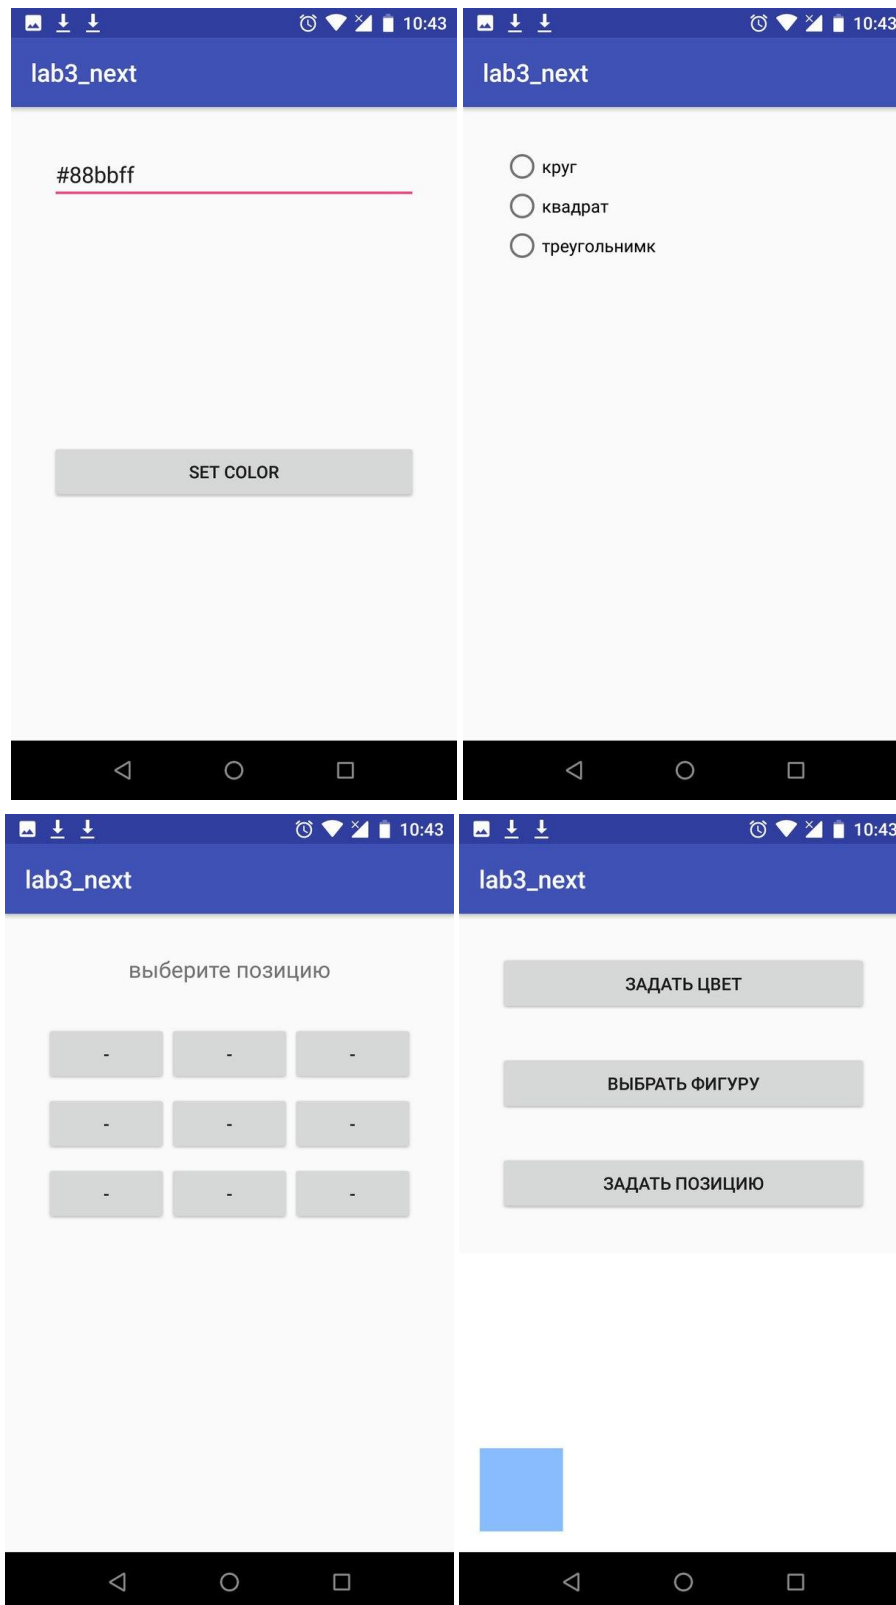 10:43
lab3_next
#88bbff
SET COLOR
10:43
lab3_next
круг
квадрат
треугольнимк
10:43
lab3_next
выберите позицию
- - -
- - -
- - -
10:43
lab3_next
ЗАДАТЬ ЦВЕТ
ВЫБРАТЬ ФИГУРУ
ЗАДАТЬ ПОЗИЦИЮ